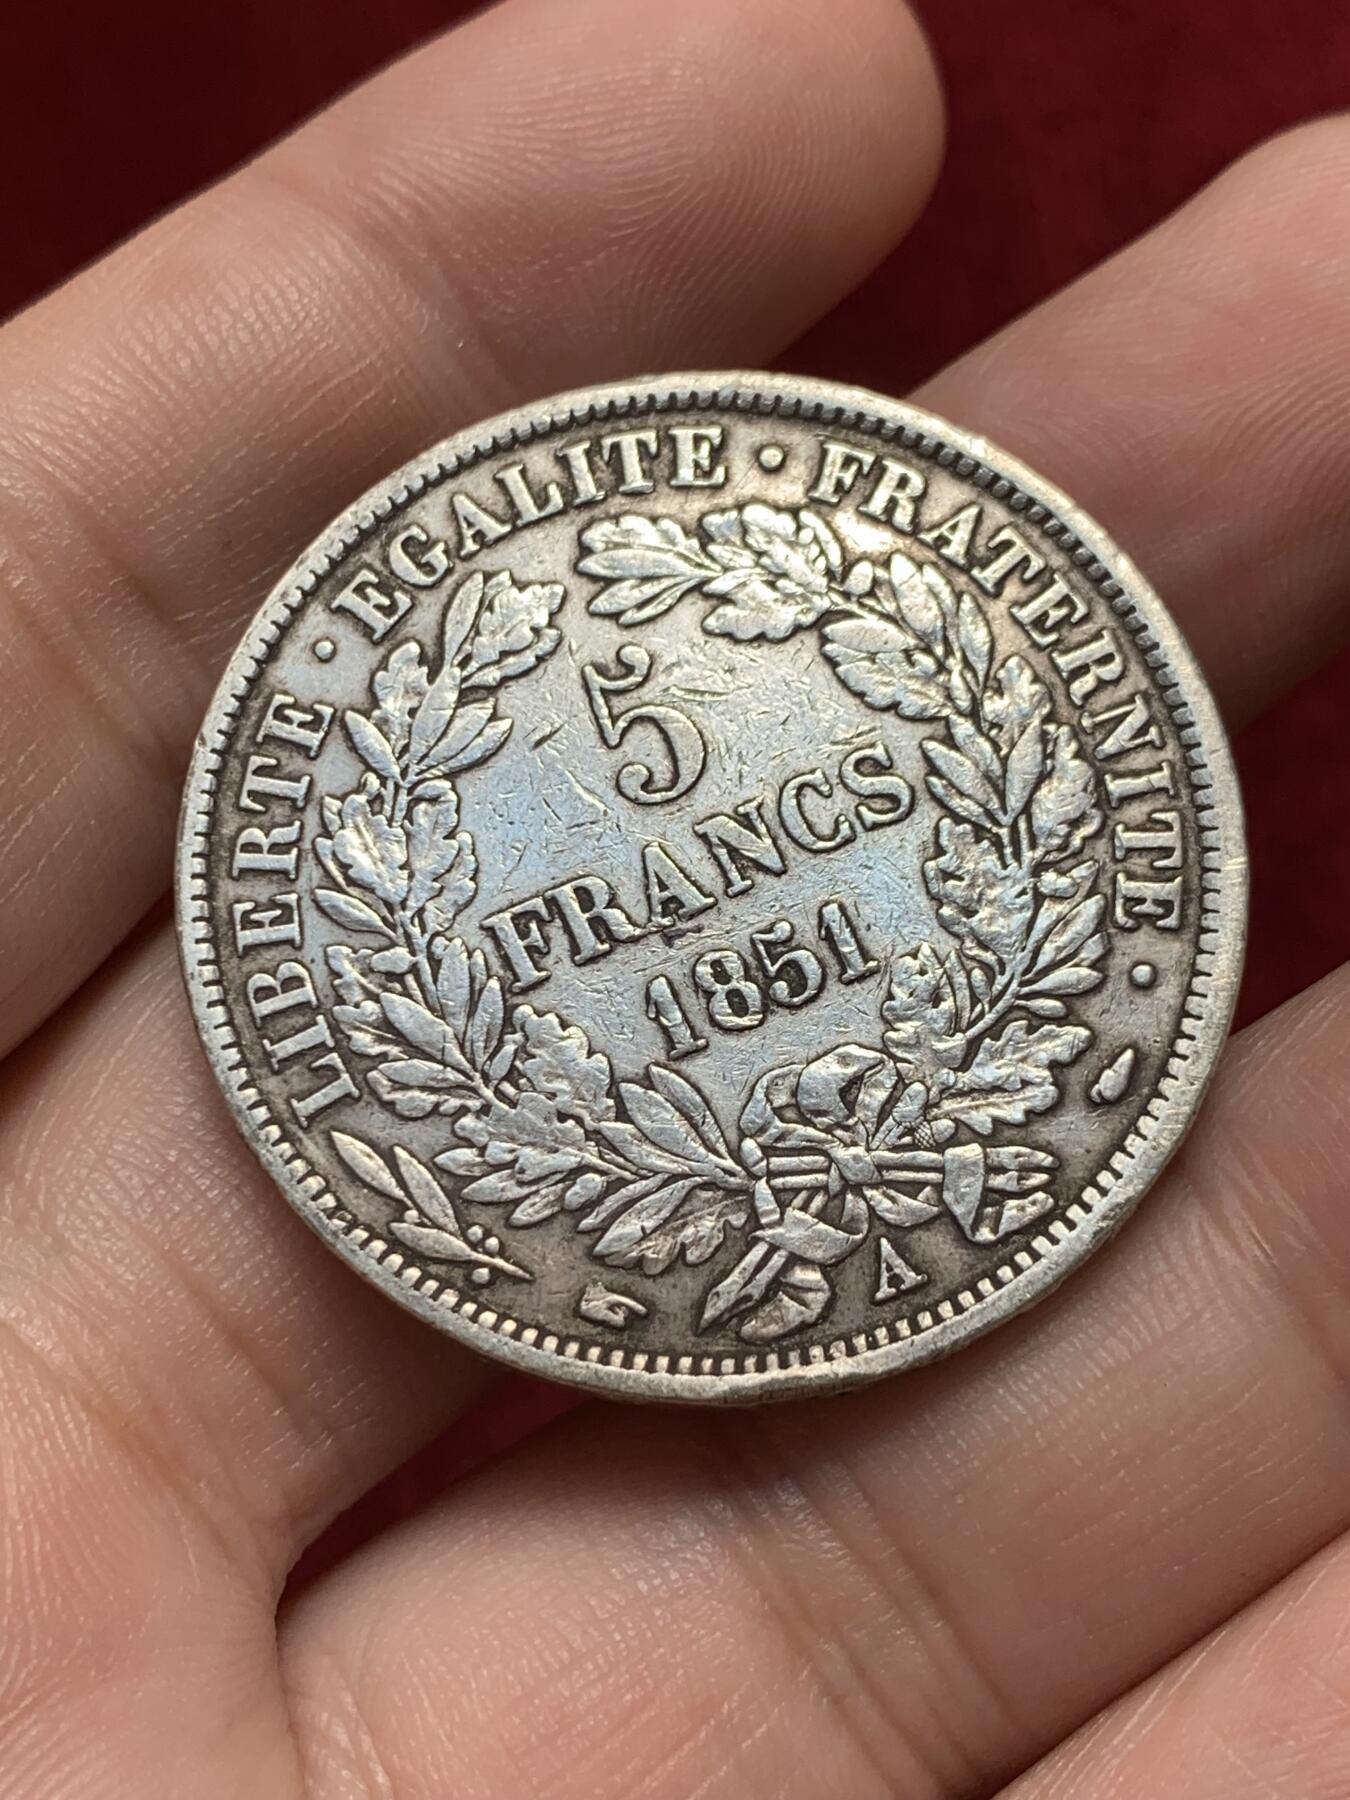 LIBERTE · EGALITE · FRATERNITE ·
5
FRANCS
1851
A